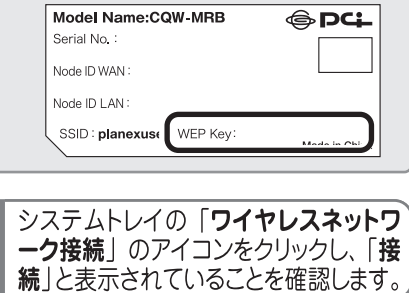 Model Name:CQW-MRB
PCi
Serial No. :
Node ID WAN :
Node ID LAN :
SSID : planexuse
WEP Key:
Made in Chi
システムトレイの「ワイヤレスネットワ
ーク接続」のアイコンをクリックし、「接
続」と表示されていることを確認します。